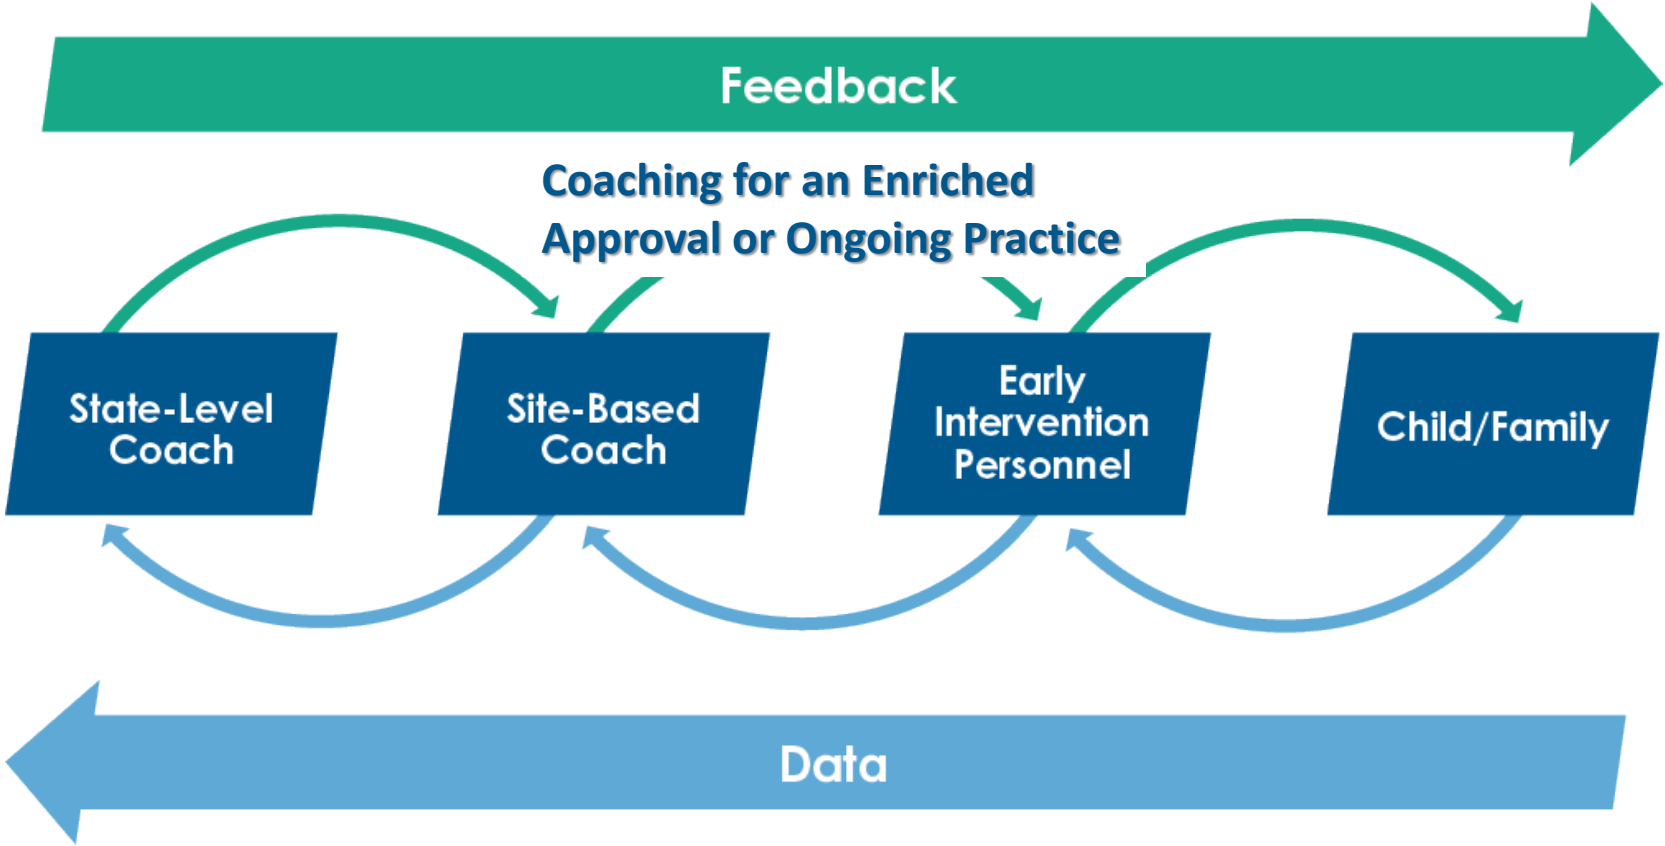 Feedback
Coaching for an Enriched
Approval or Ongoing Practice
State-Level
Coach
Site-Based
Coach
Early
Intervention
Personnel
Child/Family
Data